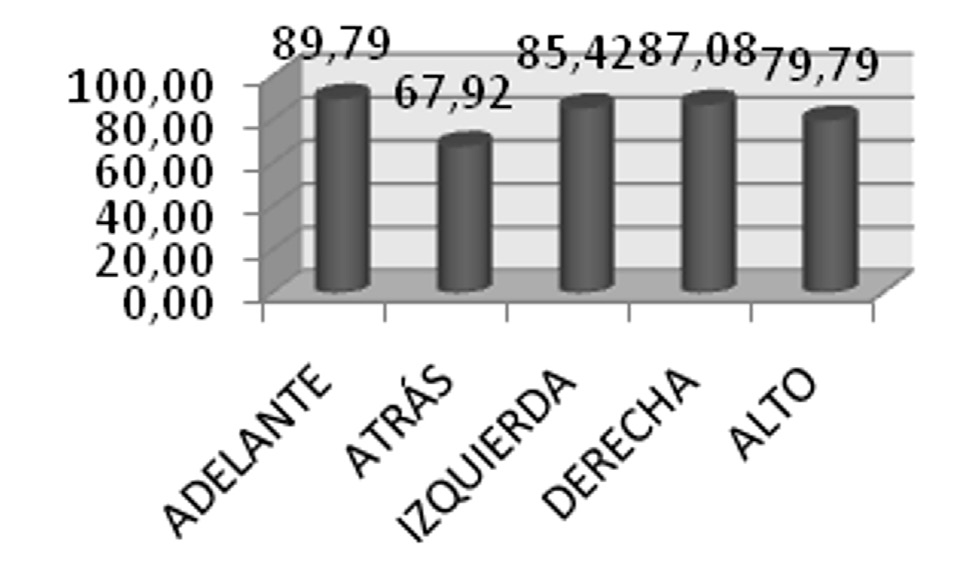 89,79
67,92
85,42
87,08
79,79
100,00
80,00
60,00
40,00
20,00
0,00
ADELANTE
ATRÁS
IZQUIERDA
DERECHA
ALTO